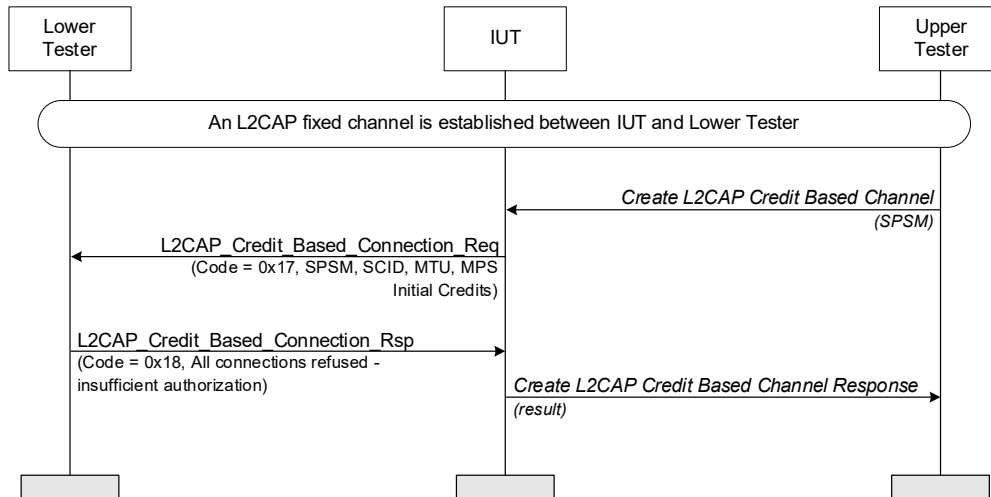 Lower
Tester
IUT
Upper
Tester
An L2CAP fixed channel is established between IUT and Lower Tester
Create L2CAP Credit Based Channel
(SPSM)
L2CAP_Credit_Based_Connection_Req
(Code = 0x17, SPSM, SCID, MTU, MPS
Initial Credits)
L2CAP_Credit_Based_Connection_Rsp
(Code = 0x18, All connections refused -
insufficient authorization)
Create L2CAP Credit Based Channel Response
(result)